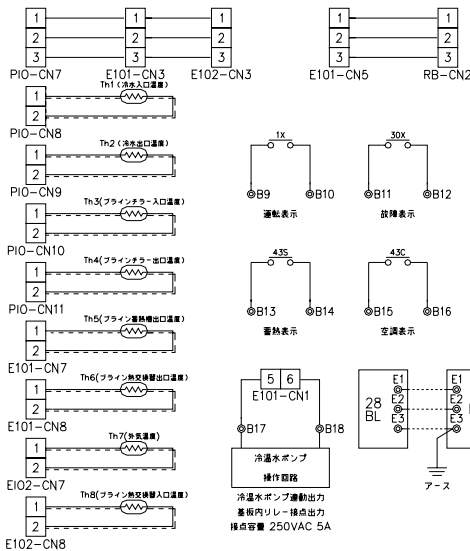 1 1 1
2 2 2
3 3 3
PIO-CN7 E101-CN3 E102-CN3
1 1
2 2
3 3
E101-CN5 RB-CN2
Th1 (冷水入口温度)
1
2
PIO-CN8
Th2 (冷水出口温度)
1
2
PIO-CN9
Th3(ブラインチラー入口温度)
1
2
PIO-CN10
Th4(ブラインチラー出口温度)
1
2
PIO-CN11
Th5(ブライン蓄熱槽出口温度)
1
2
E101-CN7
Th6(ブライン熱交換器出口温度)
1
2
E101-CN8
Th7(外気温度)
1
2
E102-CN7
Th8(ブライン熱交換器入口温度)
1
2
E102-CN8
1X
B9 B10
運転表示
30X
B11 B12
故障表示
43S
B13 B14
蓄熱表示
43C
B15 B16
空調表示
5 6
E101-CN1
B17 B18
冷温水ポンプ
操作回路
冷温水ポンプ連動出力
基板内リレー接点出力
接点容量 250VAC 5A
28
BL
E1 E1
E2 E2
E3 E3
アース